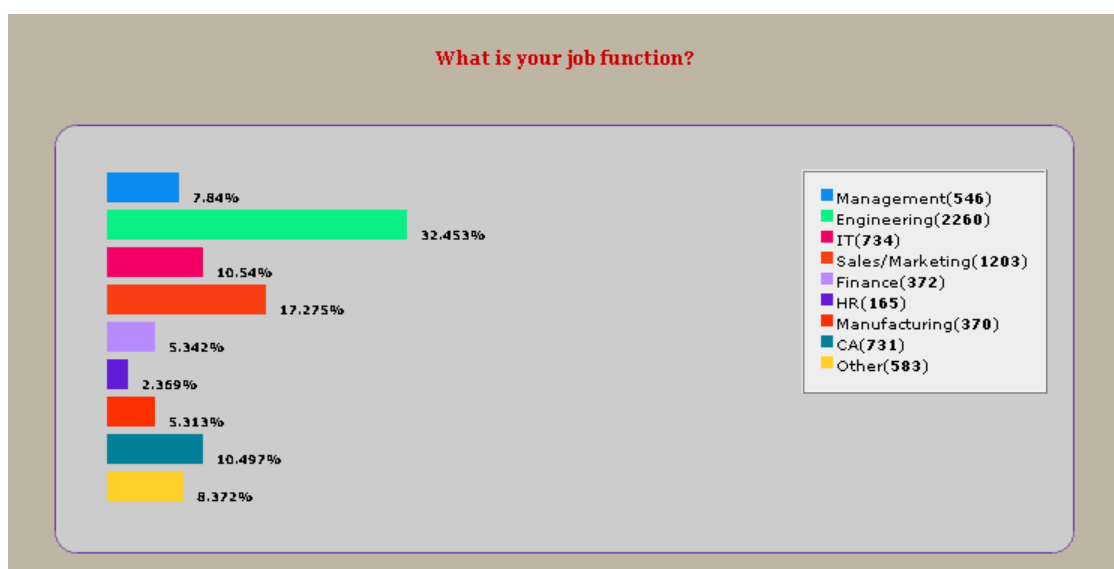 What is your job function?
7.84%
32.453%
10.54%
17.275%
5.342%
2.369%
5.313%
10.497%
8.372%
Management(546)
Engineering(2260)
IT(734)
Sales/Marketing(1203)
Finance(372)
HR(165)
Manufacturing(370)
CA(731)
Other(583)